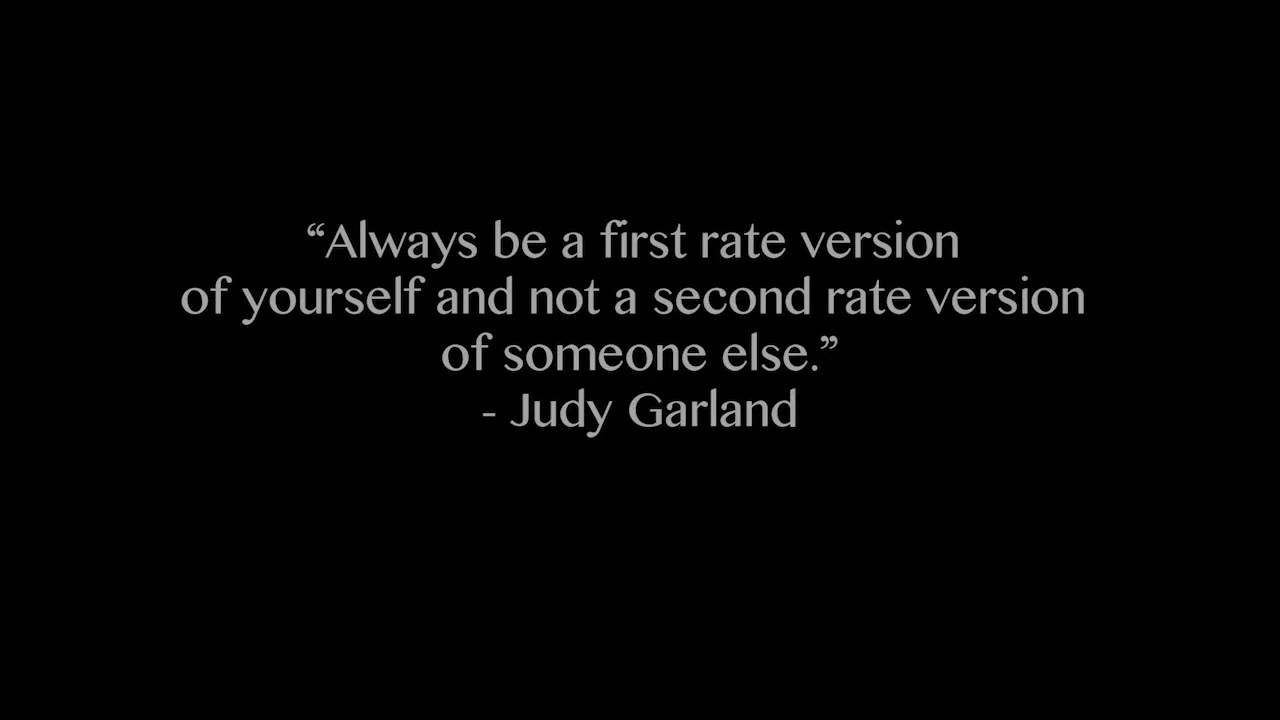 “Always be a first rate version
of yourself and not a second rate version
of someone else.”
- Judy Garland